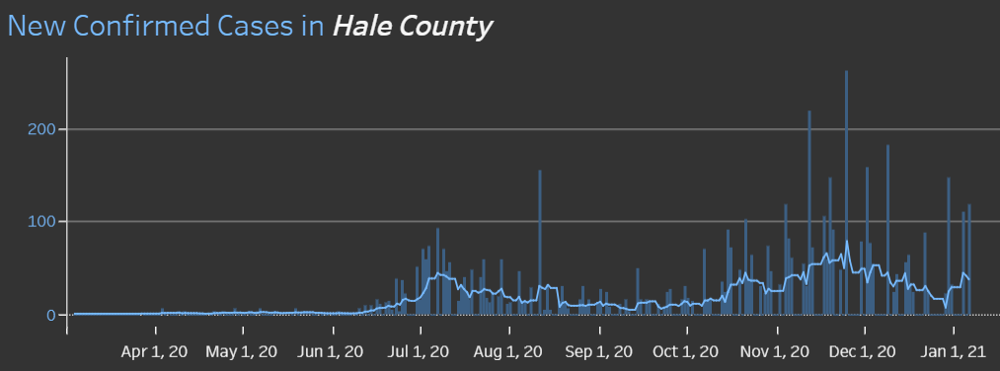 New Confirmed Cases in Hale County
200
100
0
Apr 1, 20 May 1, 20 Jun 1, 20 Jul 1, 20 Aug 1, 20 Sep 1, 20 Oct 1, 20 Nov 1, 20 Dec 1, 20 Jan 1, 21